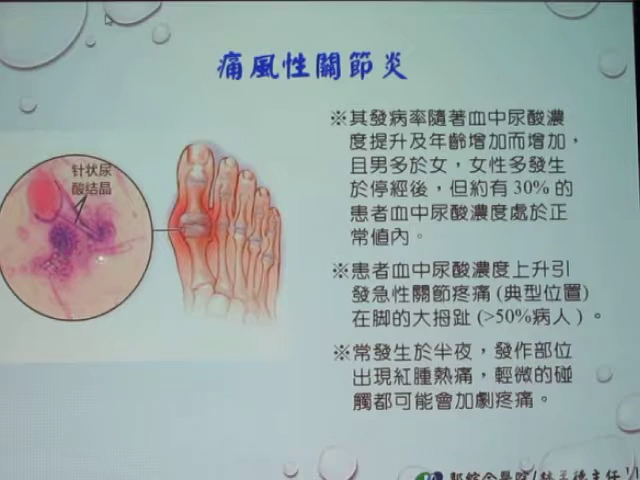 痛風性關節炎
針狀尿
酸結晶
※其發病率隨著血中尿酸濃
度提升及年齡增加而增加，
且男多於女，女性多發生
於停經後，但約有 30% 的
患者血中尿酸濃度處於正
常値內。
※患者血中尿酸濃度上升引
發急性關節疼痛 (典型位置)
在脚的大拇趾 (>50%病人) 。
※常發生於半夜，發作部位
出現紅腫熱痛，輕微的碰
觸都可能會加劇疼痛。